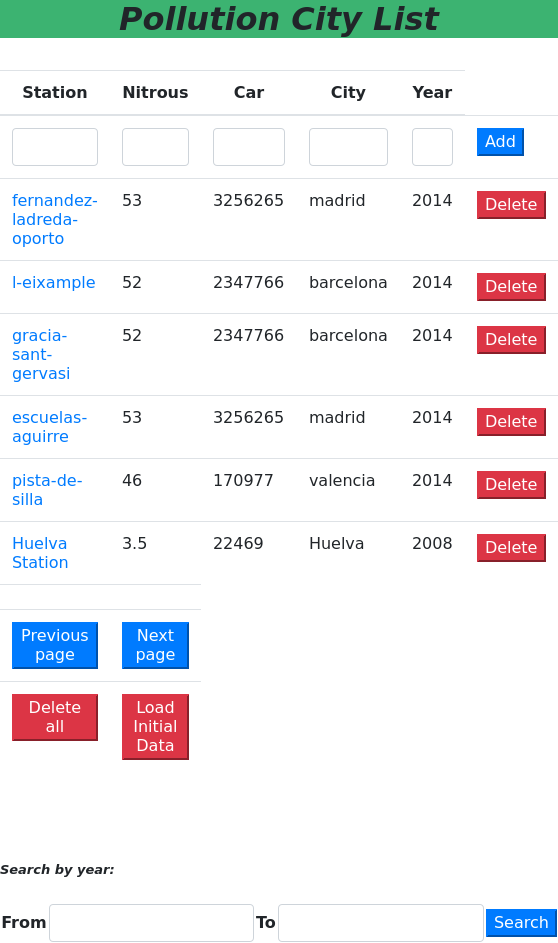 Pollution City List
Station Nitrous Car City Year
Add
fernandez-ladreda-oporto 53 3256265 madrid 2014 Delete
l-eixample 52 2347766 barcelona 2014 Delete
gracia-sant-gervasi 52 2347766 barcelona 2014 Delete
escuelas-aguirre 53 3256265 madrid 2014 Delete
pista-de-silla 46 170977 valencia 2014 Delete
Huelva Station 3.5 22469 Huelva 2008 Delete
Previous page Next page
Delete all Load Initial Data
Search by year:
From To Search